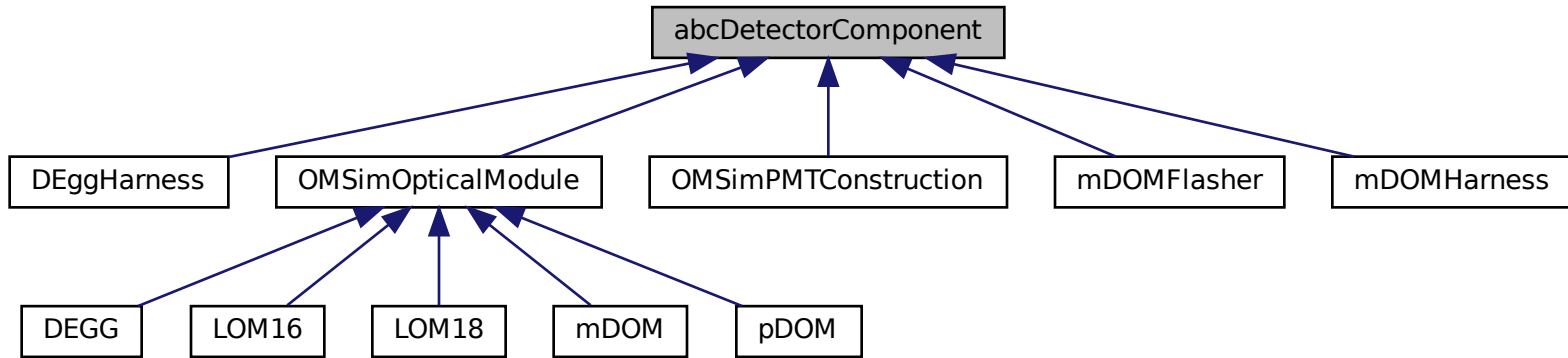 abcDetectorComponent
DEggHarness
OMSimOpticalModule
OMSimPMTConstruction
mDOMFlasher
mDOMHarness
DEGG
LOM16
LOM18
mDOM
pDOM